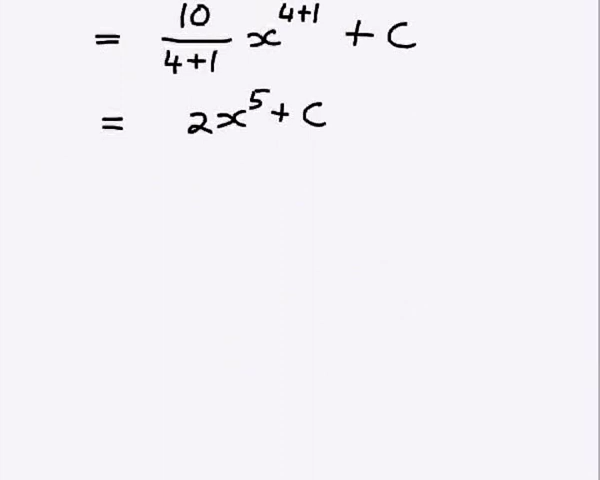 = 10/(4+1) x^(4+1) + C
= 2x^5 + C